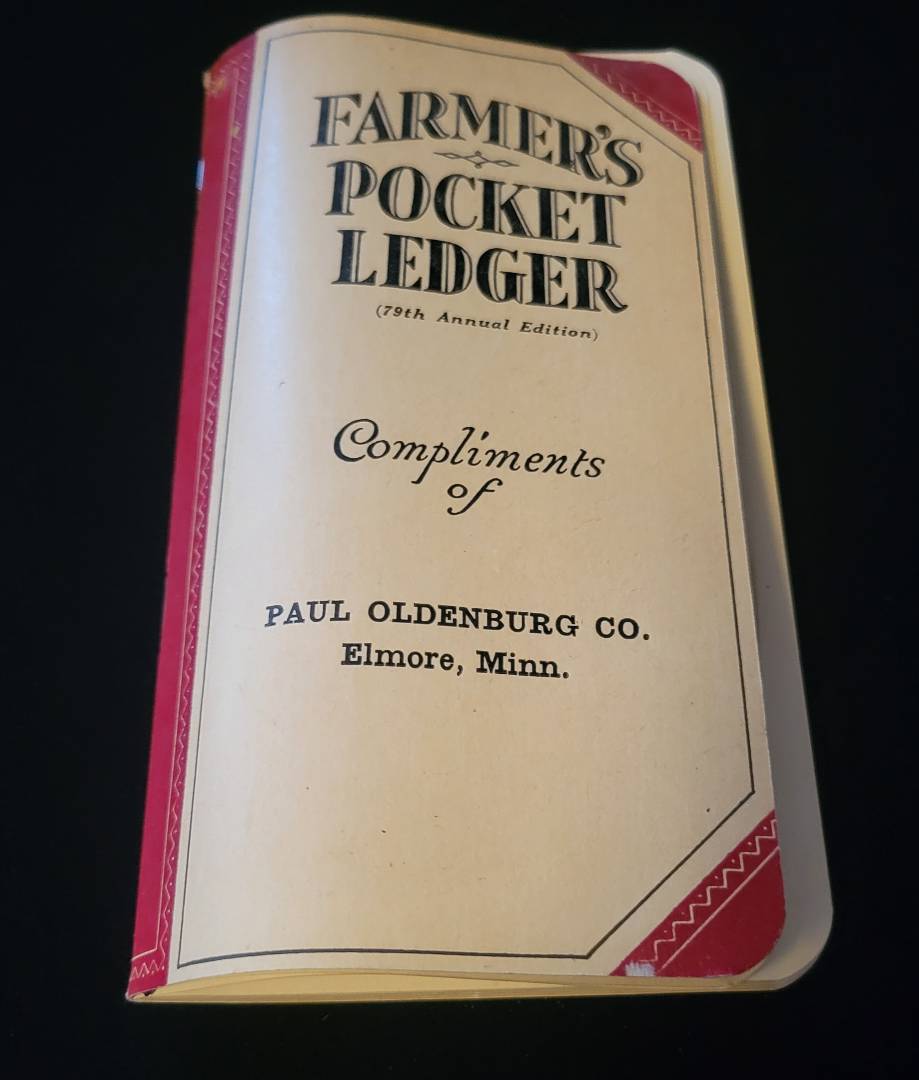 FARMER'S
POCKET
LEDGER
(79th Annual Edition)
Compliments
of
PAUL OLDENBURG CO.
Elmore, Minn.